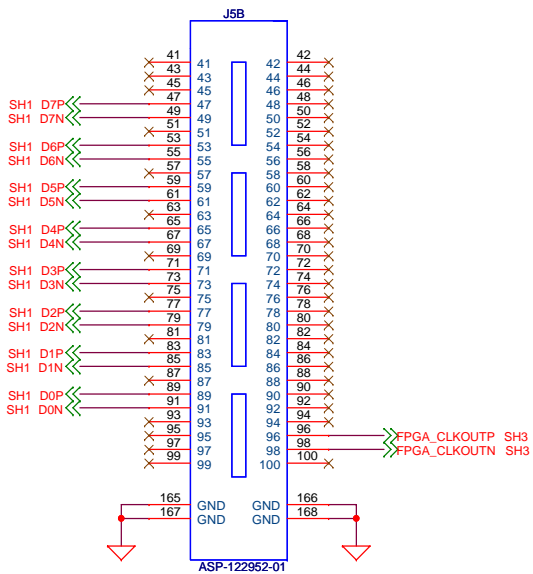 J5B
41 41 42 42
43 43 44 44
45 45 46 46
SH1 D7P 47 47 48 48
SH1 D7N 49 49 50 50
51 51 52 52
SH1 D6P 53 53 54 54
SH1 D6N 55 55 56 56
57 57 58 58
SH1 D5P 59 59 60 60
SH1 D5N 61 61 62 62
63 63 64 64
SH1 D4P 65 65 66 66
SH1 D4N 67 67 68 68
69 69 70 70
SH1 D3P 71 71 72 72
SH1 D3N 73 73 74 74
75 75 76 76
SH1 D2P 77 77 78 78
SH1 D2N 79 79 80 80
81 81 82 82
SH1 D1P 83 83 84 84
SH1 D1N 85 85 86 86
87 87 88 88
SH1 D0P 89 89 90 90
SH1 D0N 91 91 92 92
93 93 94 94
95 95 96 96 FPGA_CLKOUTP SH3
97 97 98 98 FPGA_CLKOUTN SH3
99 99 100 100
165 GND GND 166
167 GND GND 168
ASP-122952-01